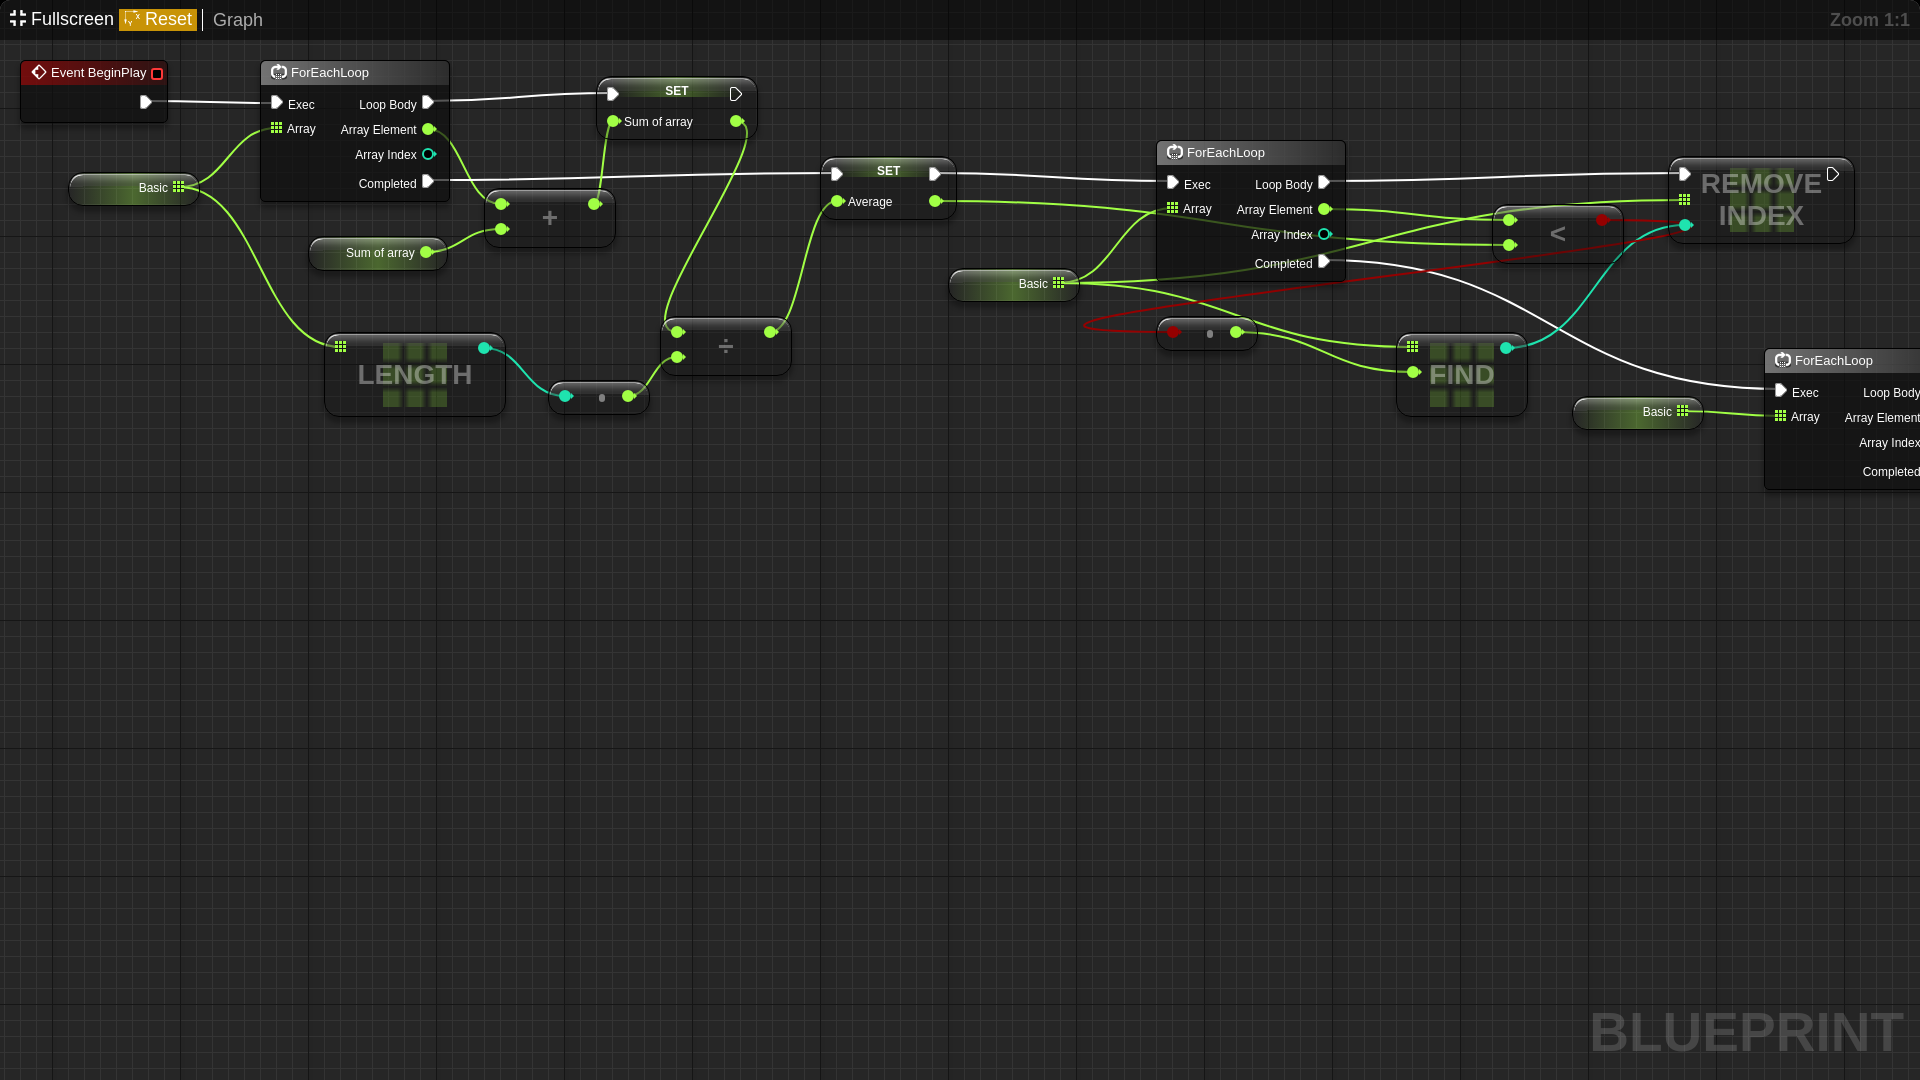 Fullscreen Reset Graph
Zoom 1:1
Event BeginPlay
ForEachLoop
Exec
Loop Body
Array
Array Element
Array Index
Completed
Basic
SET
Sum of array
Sum of array
+
LENGTH
÷
SET
Average
Basic
ForEachLoop
Exec
Loop Body
Array
Array Element
Array Index
Completed
<
REMOVE
INDEX
FIND
Basic
ForEachLoop
Exec
Loop Body
Array
Array Element
Array Index
Completed
BLUEPRINT